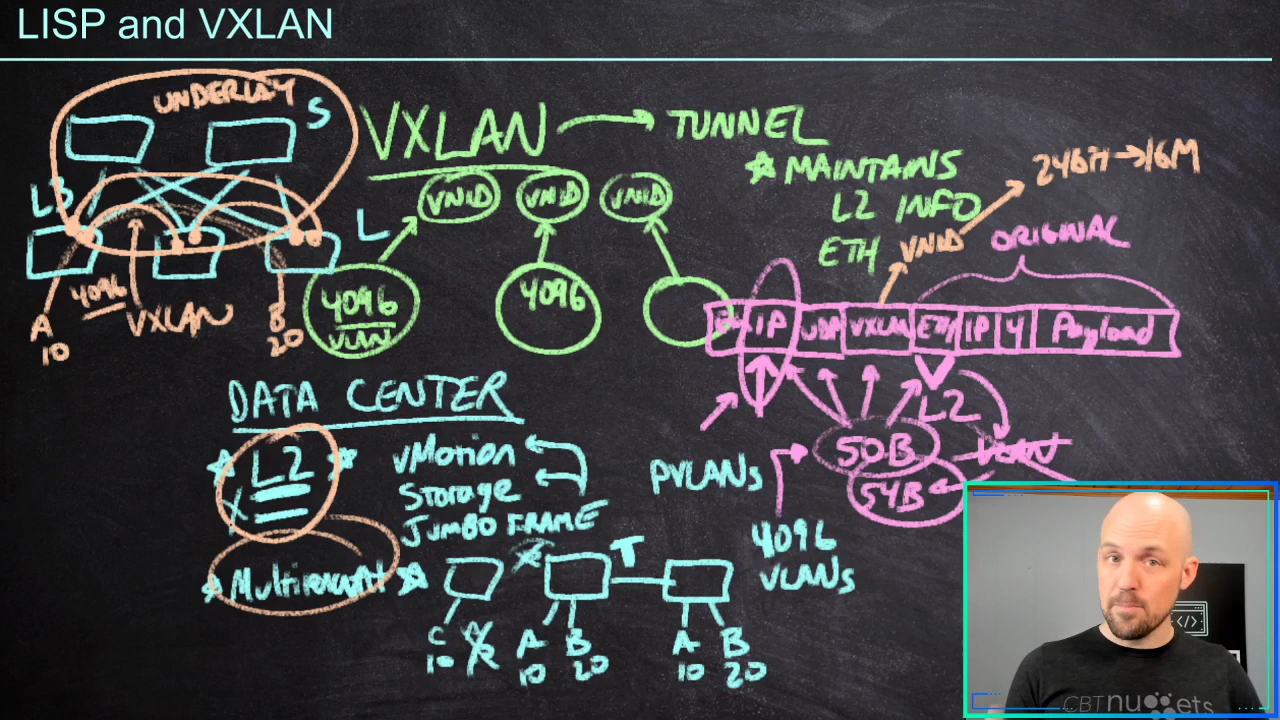 LISP and VXLAN
UNDERLAY
S
L3
L
A
10
4096
VXLAN
B
20
VXLAN
TUNNEL
MAINTAINS
L2 INFO
ETH
VNID
24BIT → 16M
VNID
VNID
VNID
4096
VLAN
4096
ORIGINAL
IP
UDP
VXLAN
ETH
IP
4
Payload
L2
50B
54B
VLAN
PVLANs
4096
VLANs
DATA CENTER
L2
X
vMotion
Storage
JUMBO FRAME
Multitenant
T
C
10
A
10
B
20
A
10
B
20
</>
CBTnuggets